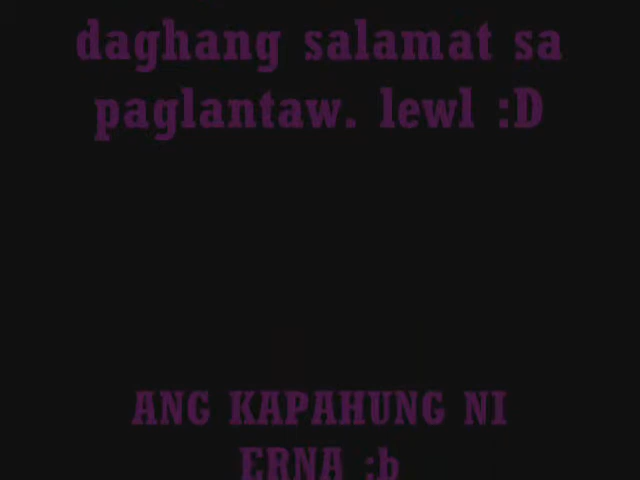 daghang salamat sa
paglantaw. lewl :D
ANG KAPAHUNG NI
ERNA :b